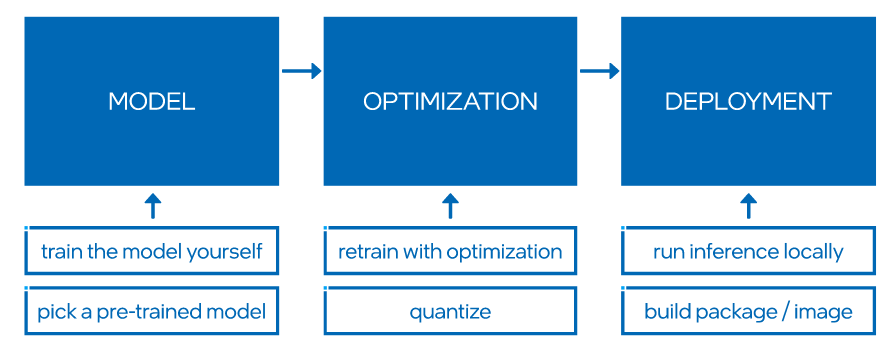 MODEL
OPTIMIZATION
DEPLOYMENT
train the model yourself
retrain with optimization
run inference locally
pick a pre-trained model
quantize
build package / image